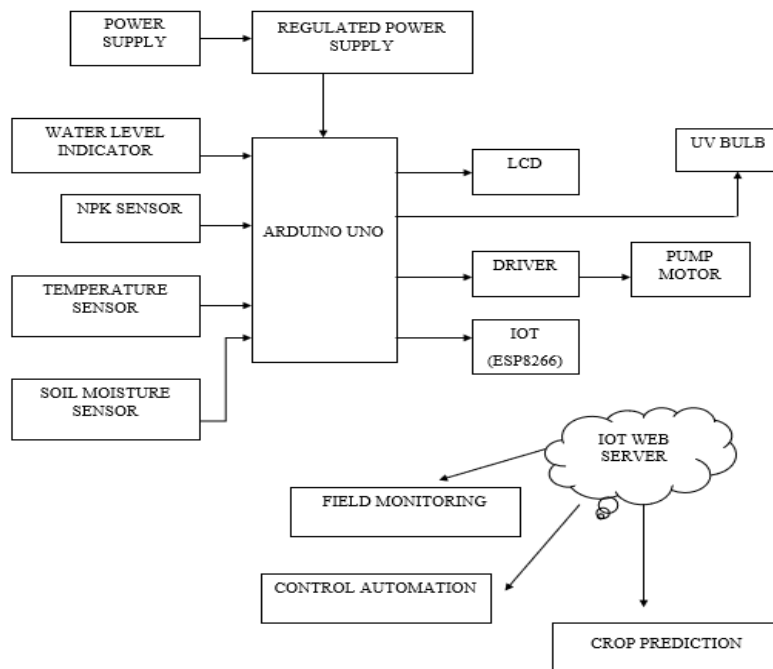 POWER
SUPPLY
REGULATED POWER
SUPPLY
WATER LEVEL
INDICATOR
NPK SENSOR
TEMPERATURE
SENSOR
SOIL MOISTURE
SENSOR
ARDUINO UNO
LCD
UV BULB
DRIVER
PUMP
MOTOR
IOT
(ESP8266)
IOT WEB
SERVER
FIELD MONITORING
CONTROL AUTOMATION
CROP PREDICTION